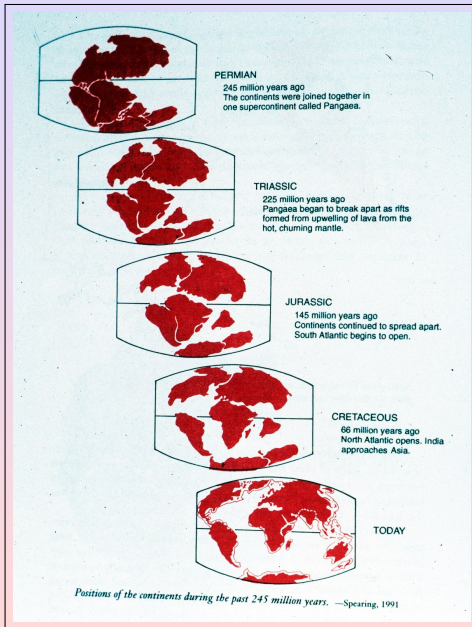 PERMIAN
245 million years ago
The continents were joined together in
one supercontinent called Pangaea.
TRIASSIC
225 million years ago
Pangaea began to break apart as rifts
formed from upwelling of lava from the
hot, churning mantle.
JURASSIC
145 million years ago
Continents continued to spread apart.
South Atlantic begins to open.
CRETACEOUS
66 million years ago
North Atlantic opens. India
approaches Asia.
TODAY
Positions of the continents during the past 245 million years. —Spearing, 1991